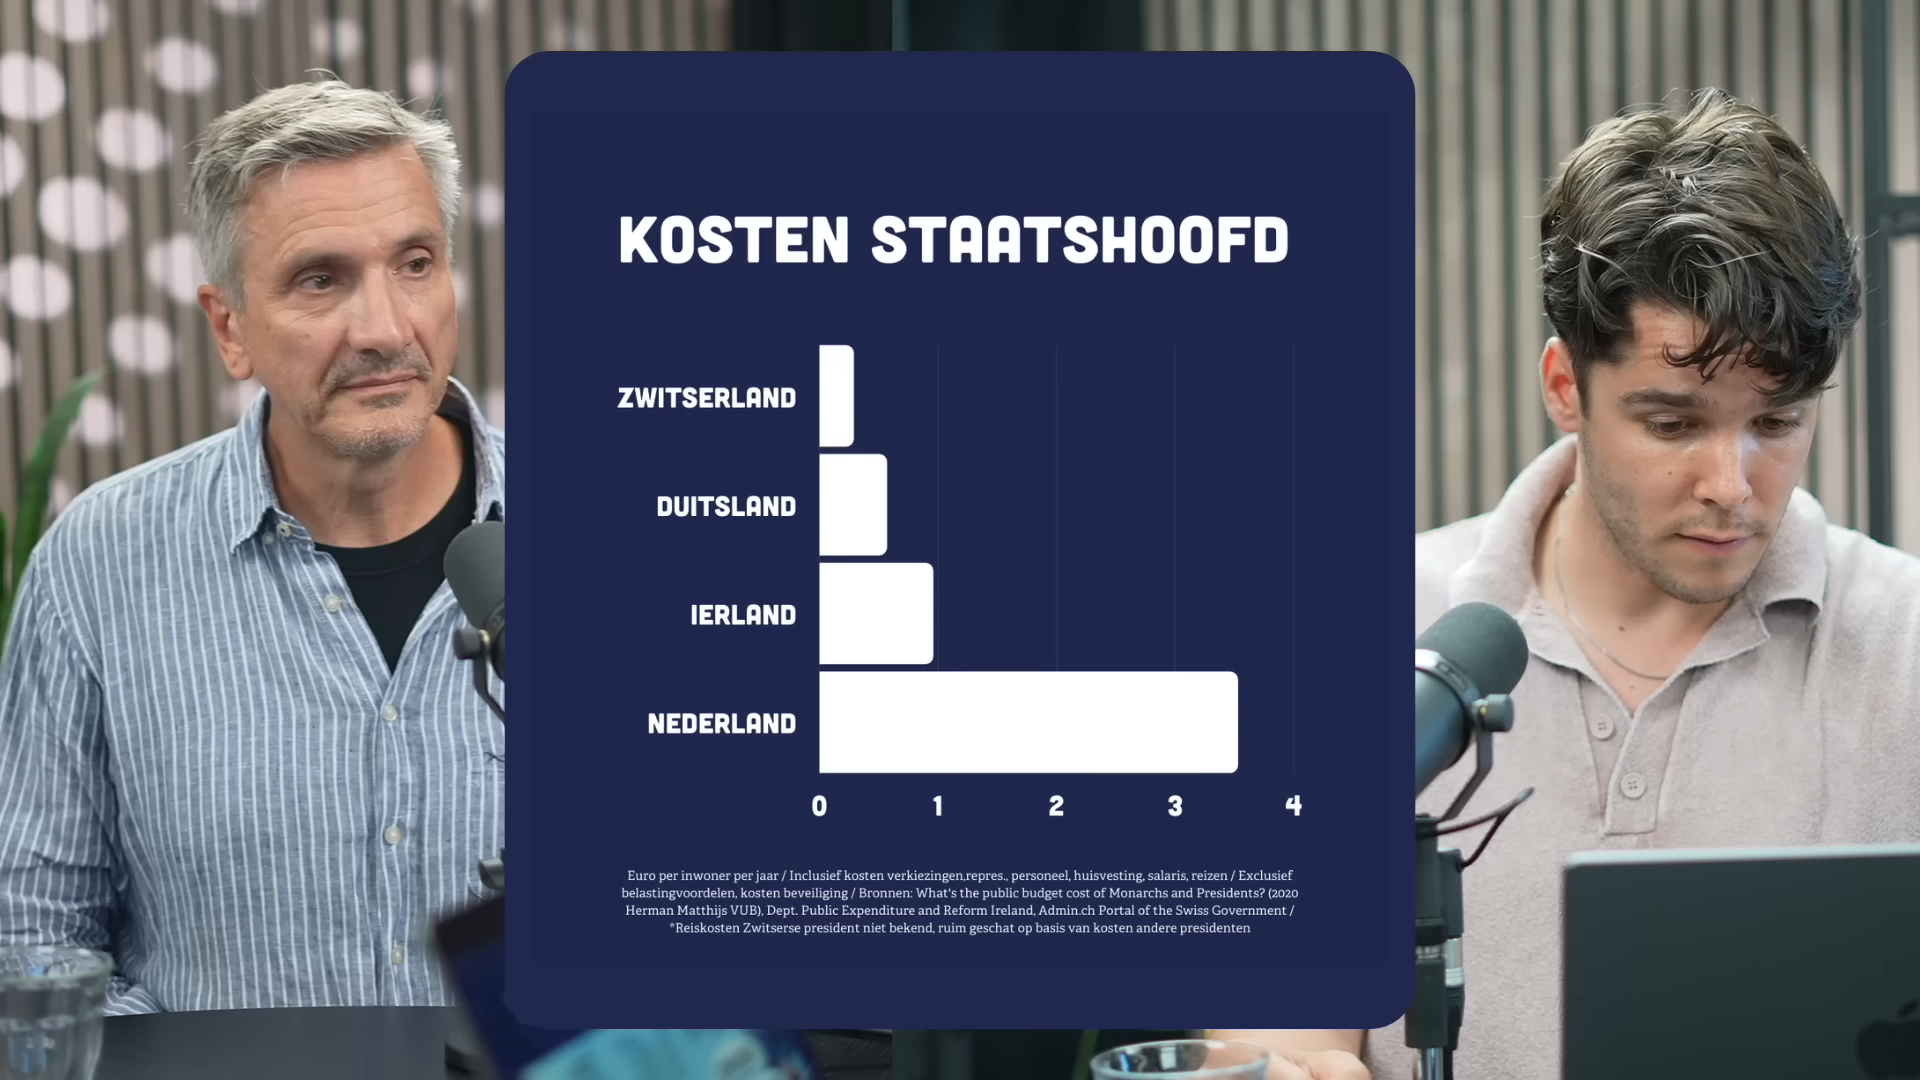 KOSTEN STAATSHOOFD
ZWITSERLAND
DUITSLAND
IERLAND
NEDERLAND
0 1 2 3 4
Euro per inwoner per jaar / Inclusief kosten verkiezingen,repres., personeel, huisvesting, salaris, reizen / Exclusief
belastingvoordelen, kosten beveiliging / Bronnen: What's the public budget cost of Monarchs and Presidents? (2020
Herman Matthijs VUB), Dept. Public Expenditure and Reform Ireland, Admin.ch Portal of the Swiss Government /
*Reiskosten Zwitserse president niet bekend, ruim geschat op basis van kosten andere presidenten